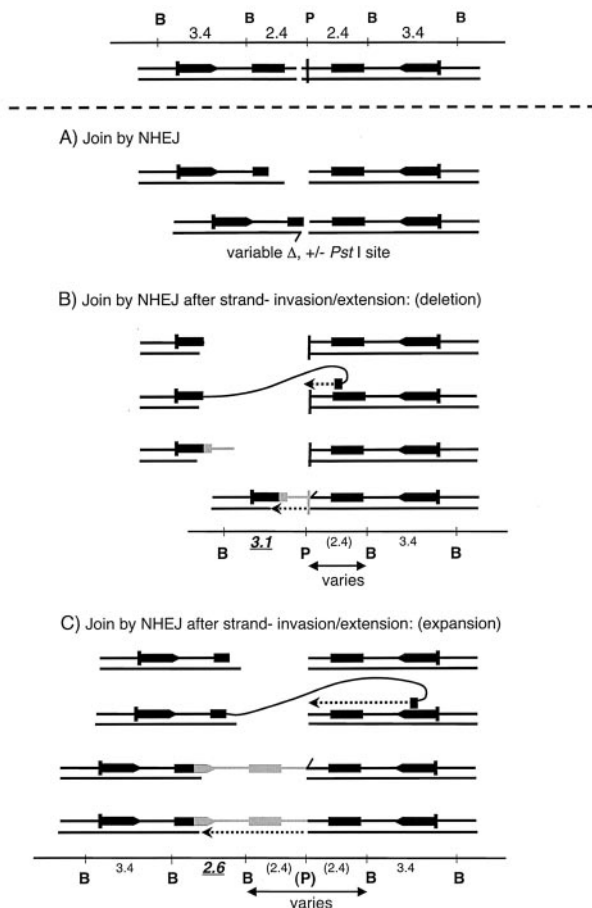 B B P B B
3.4 2.4 2.4 3.4
A) Join by NHEJ
variable Δ, +/- Pst I site
B) Join by NHEJ after strand- invasion/extension: (deletion)
3.1 (2.4) 3.4
B P B B
varies
C) Join by NHEJ after strand- invasion/extension: (expansion)
3.4 2.6 (2.4) (2.4) 3.4
B B B (P) B B
varies